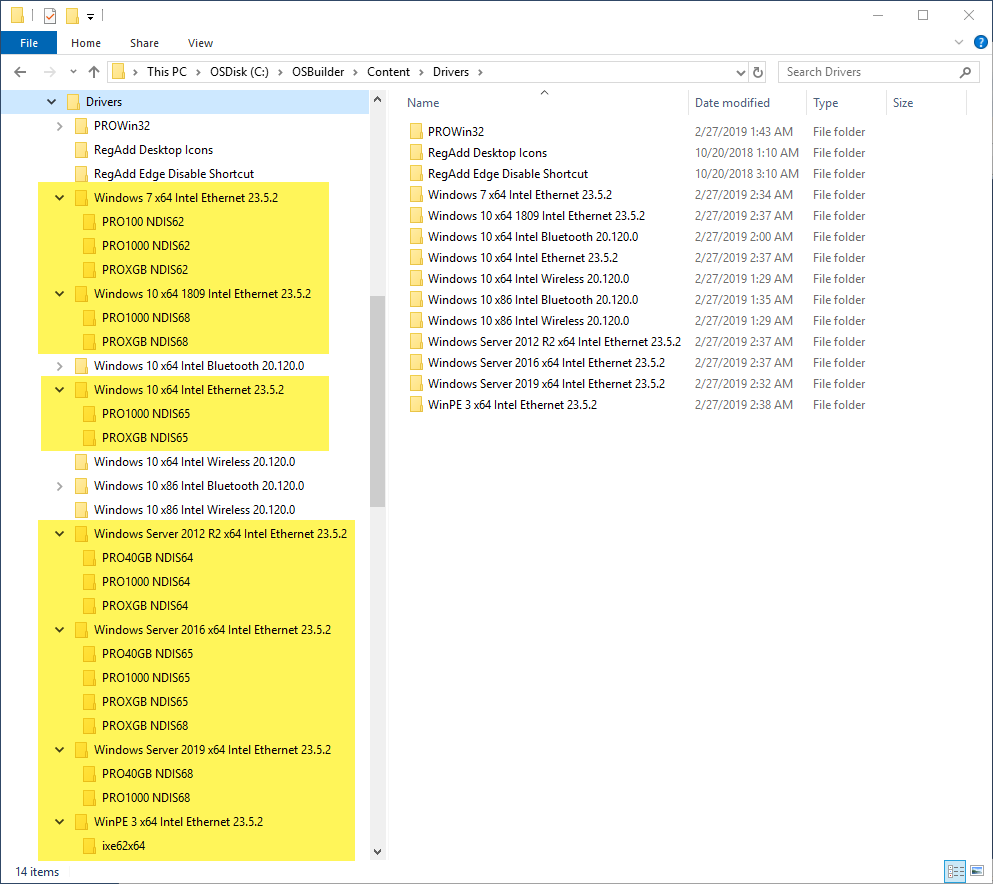 File Home Share View
This PC OSDisk (C:) OSBuilder Content Drivers
Search Drivers
Drivers
PROWin32
RegAdd Desktop Icons
RegAdd Edge Disable Shortcut
Windows 7 x64 Intel Ethernet 23.5.2
PRO100 NDIS62
PRO1000 NDIS62
PROXGB NDIS62
Windows 10 x64 1809 Intel Ethernet 23.5.2
PRO1000 NDIS68
PROXGB NDIS68
Windows 10 x64 Intel Bluetooth 20.120.0
Windows 10 x64 Intel Ethernet 23.5.2
PRO1000 NDIS65
PROXGB NDIS65
Windows 10 x64 Intel Wireless 20.120.0
Windows 10 x86 Intel Bluetooth 20.120.0
Windows 10 x86 Intel Wireless 20.120.0
Windows Server 2012 R2 x64 Intel Ethernet 23.5.2
PRO40GB NDIS64
PRO1000 NDIS64
PROXGB NDIS64
Windows Server 2016 x64 Intel Ethernet 23.5.2
PRO40GB NDIS65
PRO1000 NDIS65
PROXGB NDIS65
PROXGB NDIS68
Windows Server 2019 x64 Intel Ethernet 23.5.2
PRO40GB NDIS68
PRO1000 NDIS68
WinPE 3 x64 Intel Ethernet 23.5.2
ixe62x64
Name Date modified Type Size
PROWin32 2/27/2019 1:43 AM File folder
RegAdd Desktop Icons 10/20/2018 1:10 AM File folder
RegAdd Edge Disable Shortcut 10/20/2018 3:10 AM File folder
Windows 7 x64 Intel Ethernet 23.5.2 2/27/2019 2:34 AM File folder
Windows 10 x64 1809 Intel Ethernet 23.5.2 2/27/2019 2:37 AM File folder
Windows 10 x64 Intel Bluetooth 20.120.0 2/27/2019 2:00 AM File folder
Windows 10 x64 Intel Ethernet 23.5.2 2/27/2019 2:37 AM File folder
Windows 10 x64 Intel Wireless 20.120.0 2/27/2019 1:29 AM File folder
Windows 10 x86 Intel Bluetooth 20.120.0 2/27/2019 1:35 AM File folder
Windows 10 x86 Intel Wireless 20.120.0 2/27/2019 1:29 AM File folder
Windows Server 2012 R2 x64 Intel Ethernet 23.5.2 2/27/2019 2:37 AM File folder
Windows Server 2016 x64 Intel Ethernet 23.5.2 2/27/2019 2:37 AM File folder
Windows Server 2019 x64 Intel Ethernet 23.5.2 2/27/2019 2:32 AM File folder
WinPE 3 x64 Intel Ethernet 23.5.2 2/27/2019 2:38 AM File folder
14 items